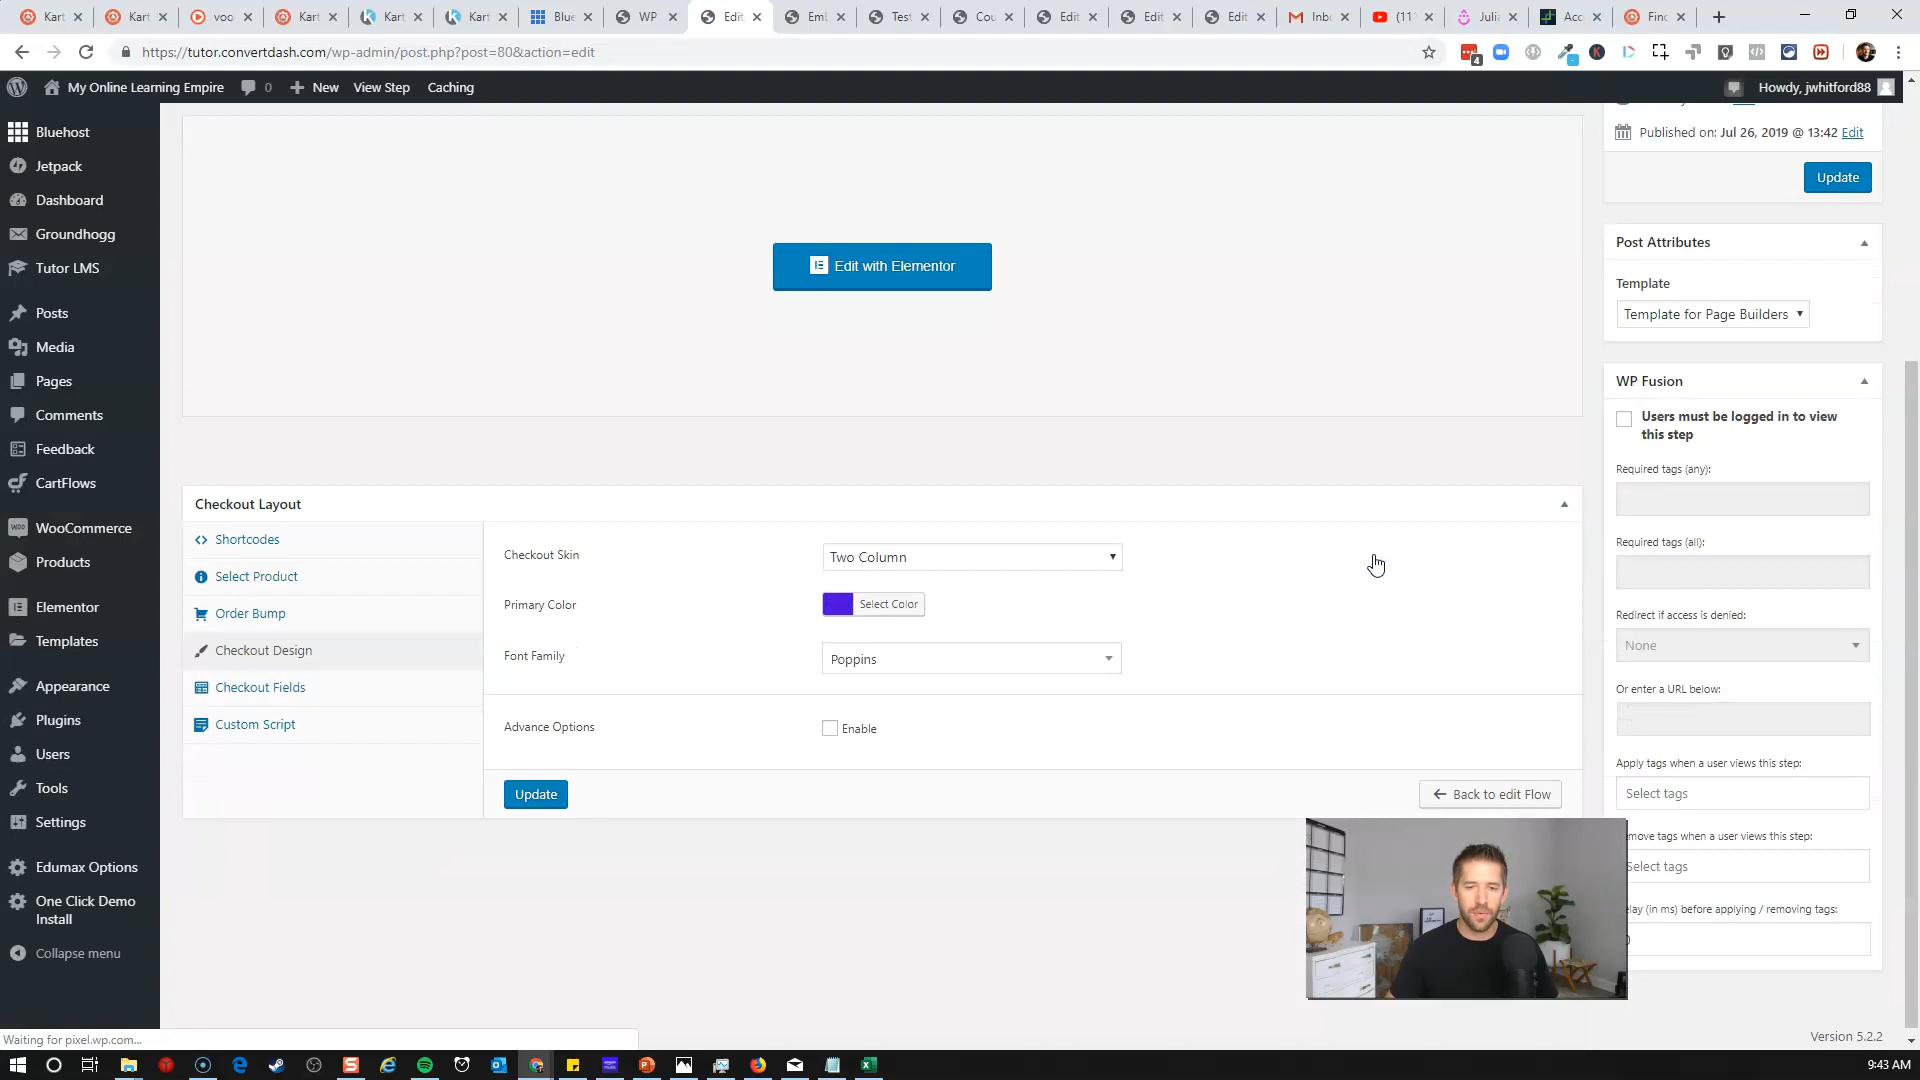 Kart
Kart
voo
Kart
Kart
Kart
Blue
WP
Edit
Emb
Test
Cou
Edit
Edit
Edit
Inb
(11
Julia
Acc
Find
https://tutor.convertdash.com/wp-admin/post.php?post=80&action=edit
4
My Online Learning Empire
0
New
View Step
Caching
Howdy, jwhitford88
Bluehost
Jetpack
Dashboard
Groundhogg
Tutor LMS
Posts
Media
Pages
Comments
Feedback
CartFlows
WooCommerce
Products
Elementor
Templates
Appearance
Plugins
Users
Tools
Settings
Edumax Options
One Click Demo
Install
Collapse menu
Edit with Elementor
Checkout Layout
Shortcodes
Select Product
Order Bump
Checkout Design
Checkout Fields
Custom Script
Checkout Skin
Two Column
Primary Color
Select Color
Font Family
Poppins
Advance Options
Enable
Update
Back to edit Flow
Published on: Jul 26, 2019 @ 13:42 Edit
Update
Post Attributes
Template
Template for Page Builders
WP Fusion
Users must be logged in to view
this step
Required tags (any):
Required tags (all):
Redirect if access is denied:
None
Or enter a URL below:
Apply tags when a user views this step:
Select tags
move tags when a user views this step:
Select tags
elay (in ms) before applying / removing tags:
Version 5.2.2
Waiting for pixel.wp.com...
9:43 AM